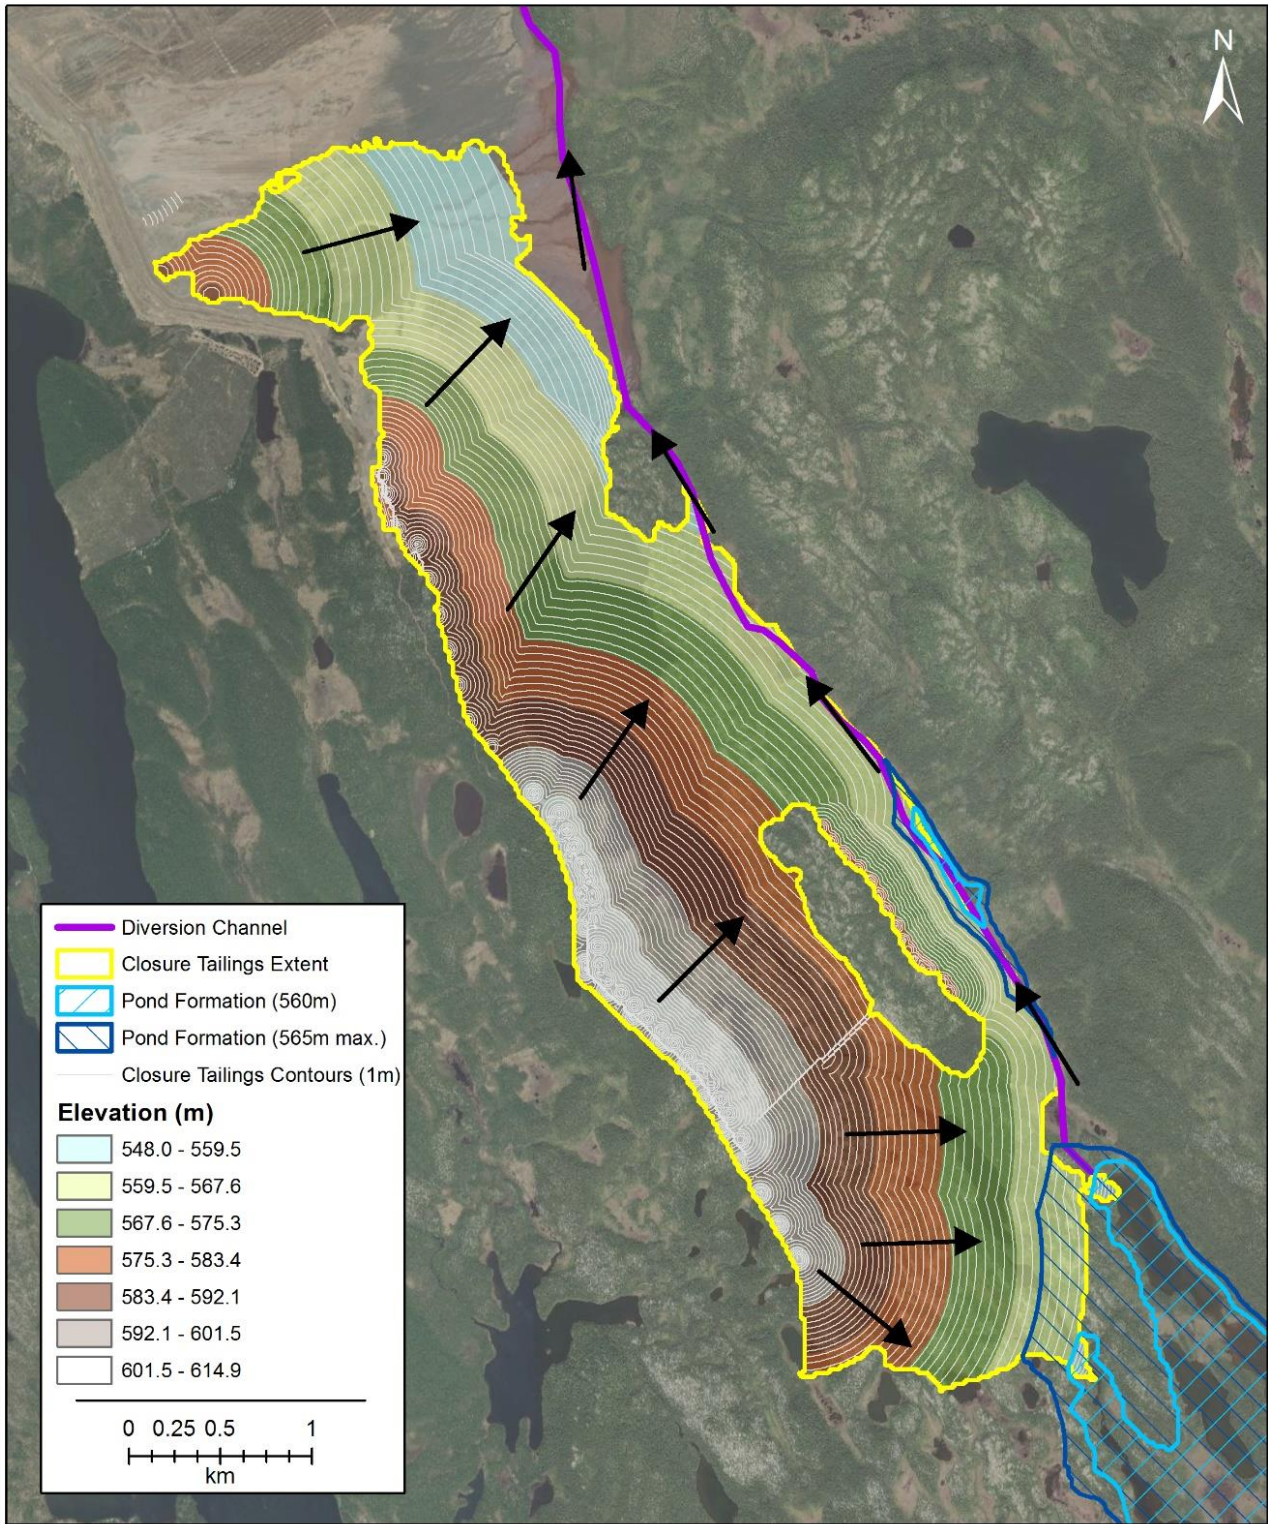 N
Diversion Channel
Closure Tailings Extent
Pond Formation (560m)
Pond Formation (565m max.)
Closure Tailings Contours (1m)
Elevation (m)
548.0 - 559.5
559.5 - 567.6
567.6 - 575.3
575.3 - 583.4
583.4 - 592.1
592.1 - 601.5
601.5 - 614.9
0 0.25 0.5 1
km